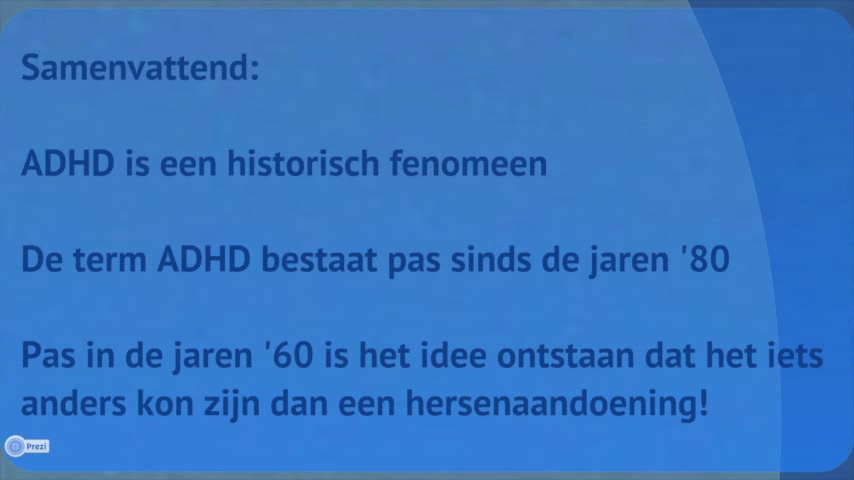 Samenvattend:
ADHD is een historisch fenomeen
De term ADHD bestaat pas sinds de jaren '80
Pas in de jaren '60 is het idee ontstaan dat het iets
anders kon zijn dan een hersenaandoening!
Prezi